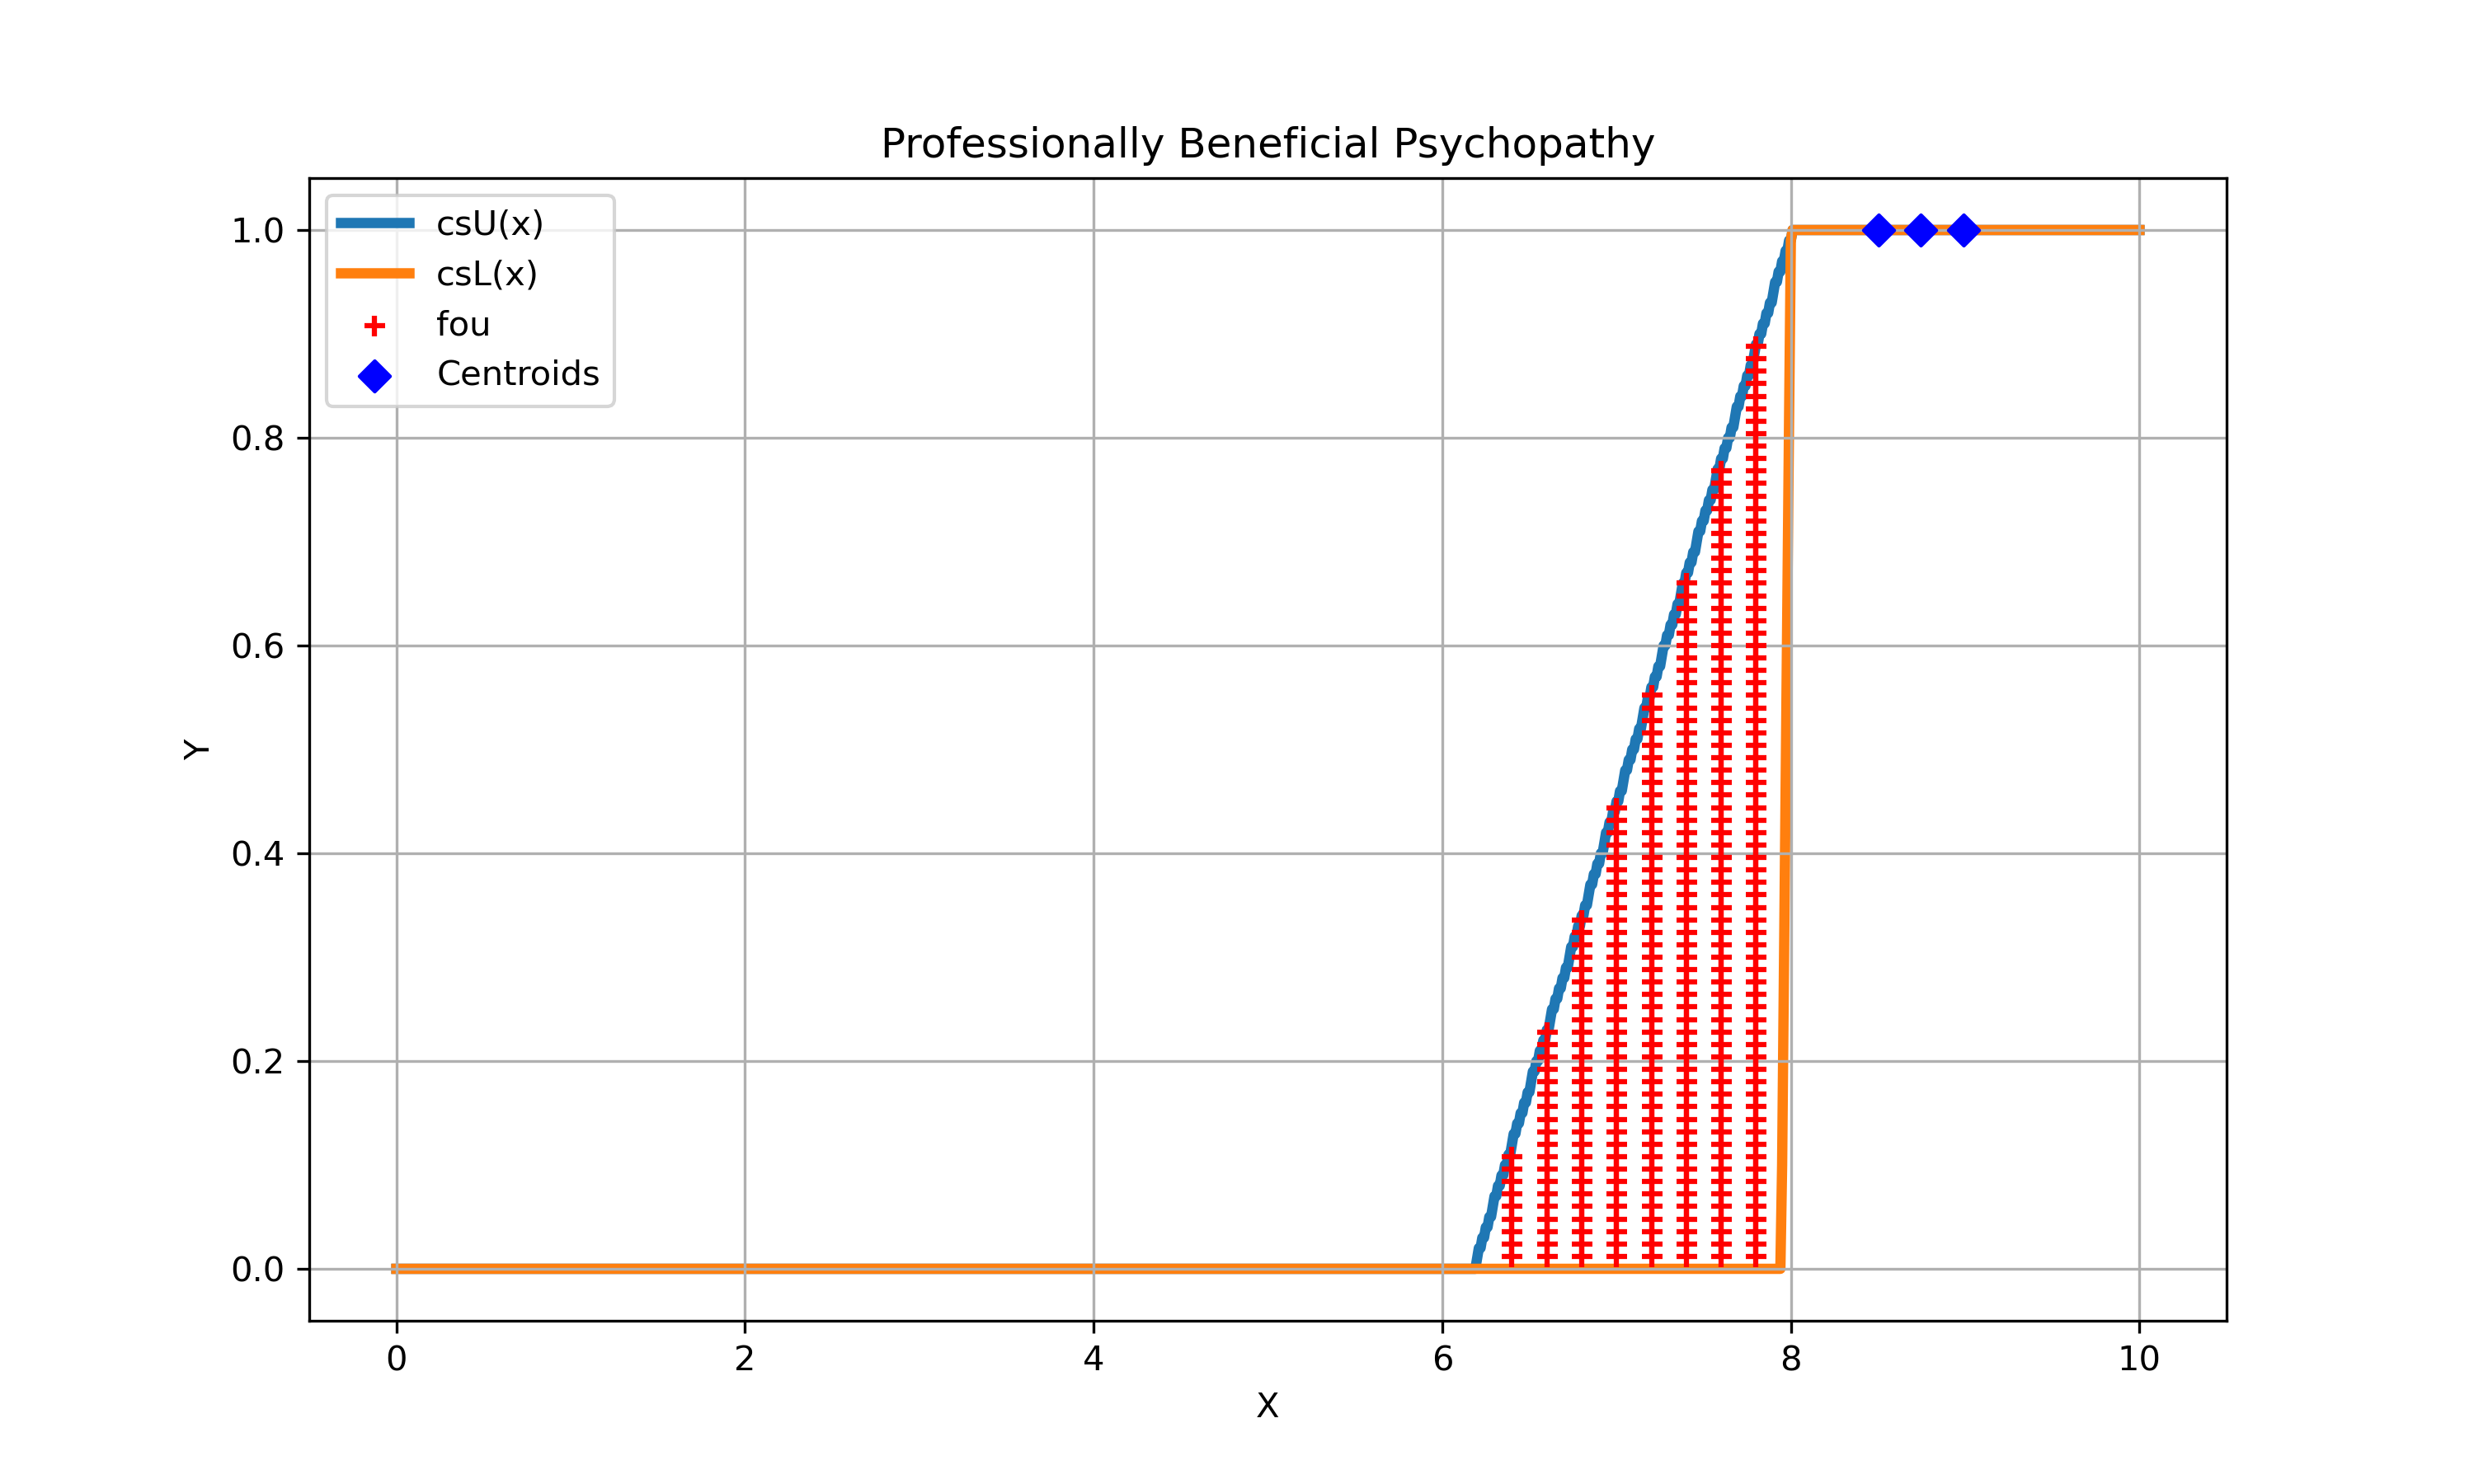 Professionally Beneficial Psychopathy
csU(x)
csL(x)
fou
Centroids
1.0
0.8
0.6
0.4
0.2
0.0
Y
0 2 4 6 8 10
X